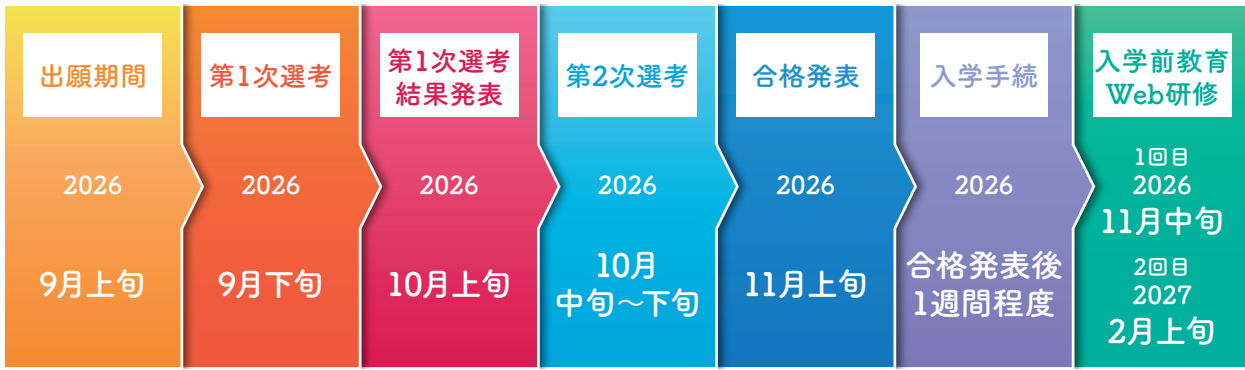 出願期間
2026
9月上旬
第1次選考
2026
9月下旬
第1次選考
結果発表
2026
10月上旬
第2次選考
2026
10月
中旬～下旬
合格発表
2026
11月上旬
入学手続
2026
合格発表後
1週間程度
入学前教育
Web研修
1回目
2026
11月中旬
2回目
2027
2月上旬